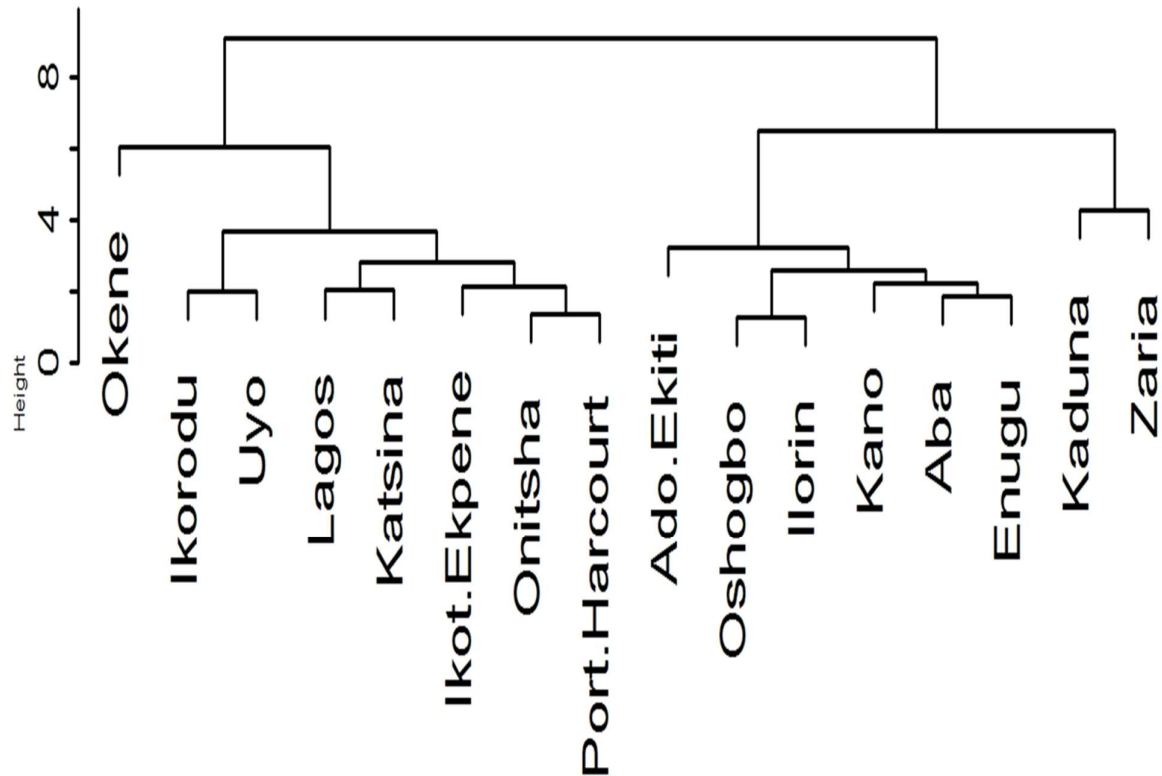 8
4
0
Height
Okene
Ikorodu
Uyo
Lagos
Katsina
Ikot.Ekpene
Onitsha
Port.Harcourt
Ado.Ekiti
Oshogbo
Ilorin
Kano
Aba
Enugu
Kaduna
Zaria